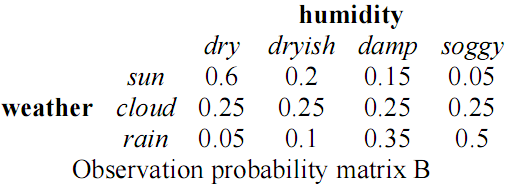 humidity
dry dryish damp soggy
sun 0.6 0.2 0.15 0.05
weather cloud 0.25 0.25 0.25 0.25
rain 0.05 0.1 0.35 0.5
Observation probability matrix B